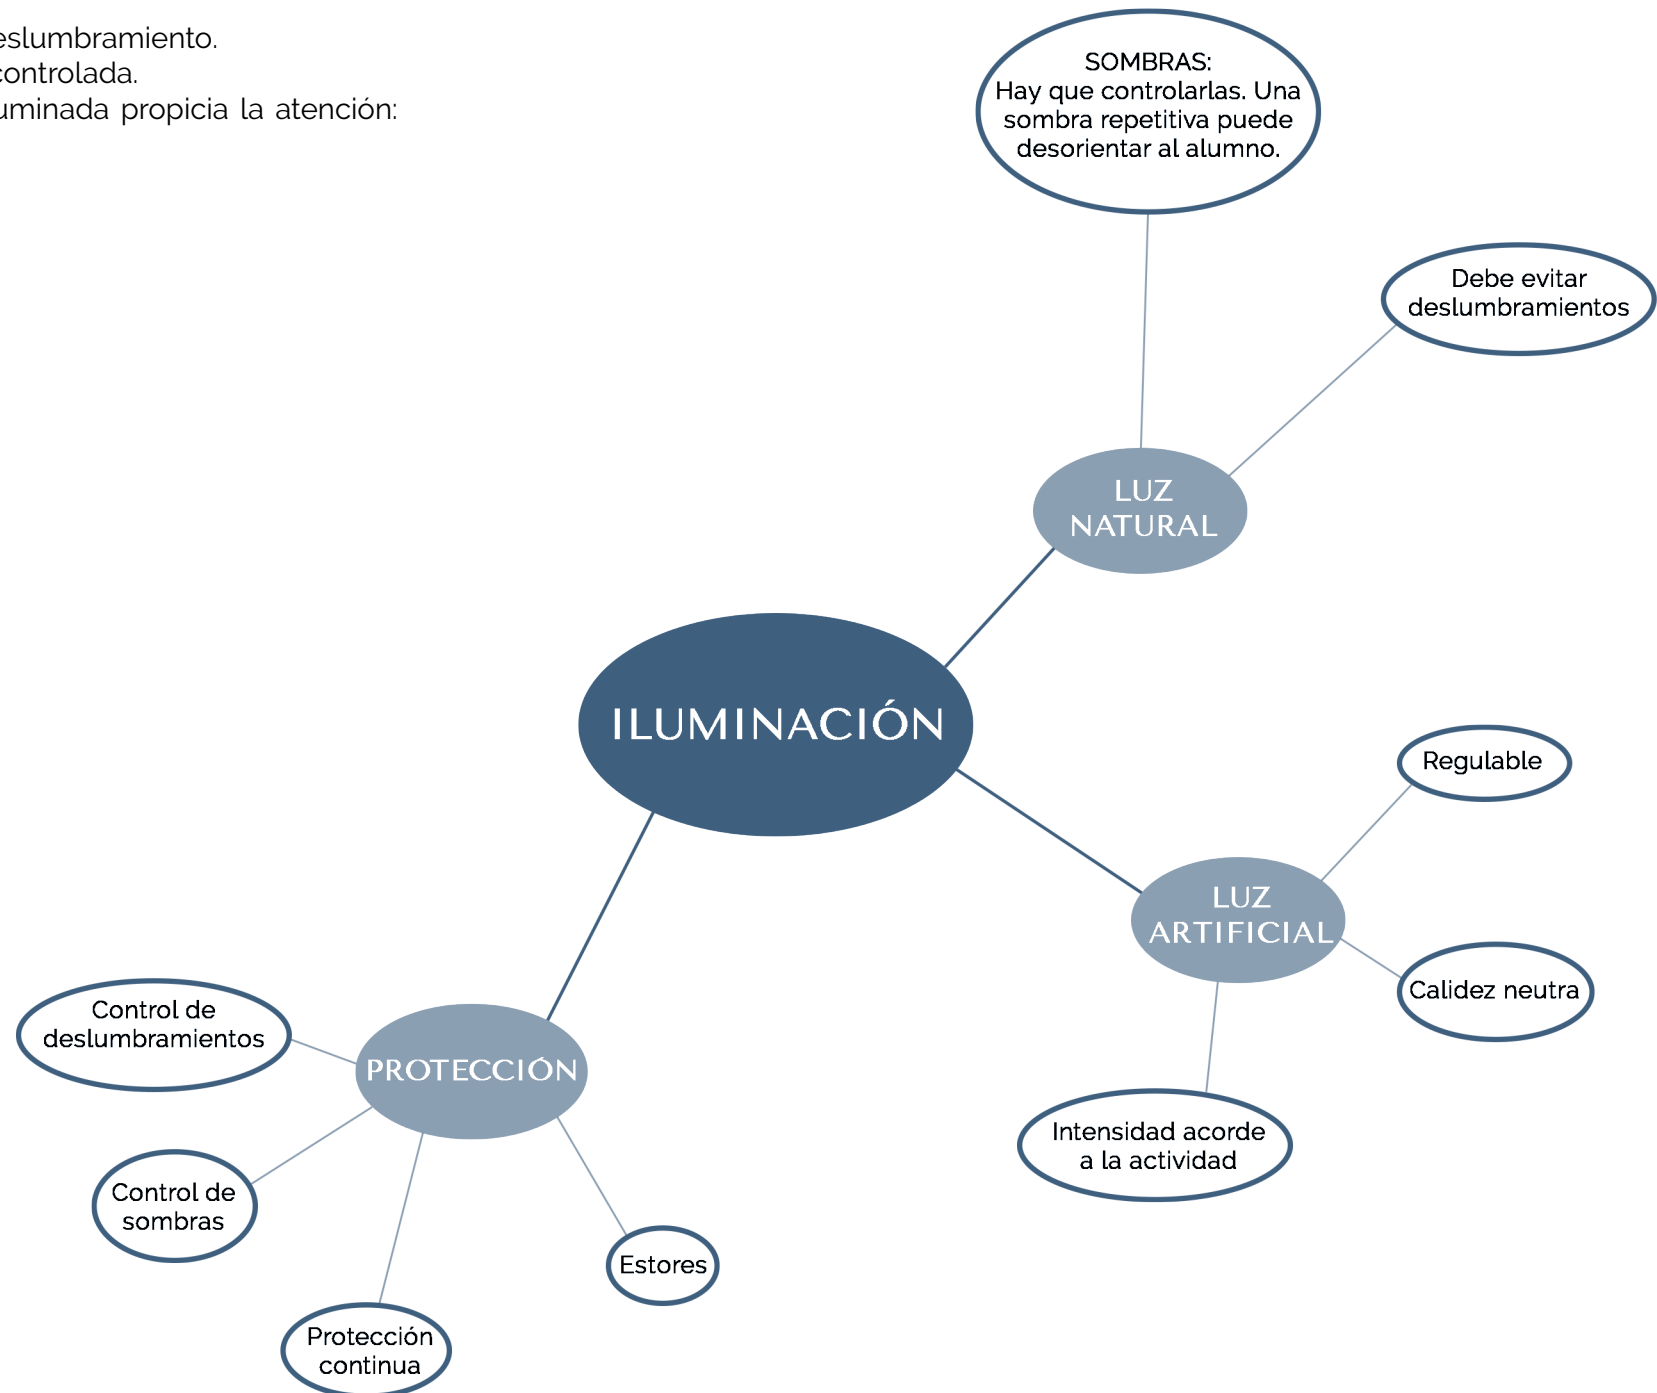 eslumbramiento.
controlada.
uminada propicia la atención:
SOMBRAS:
Hay que controlarlas. Una
sombra repetitiva puede
desorientar al alumno.
Debe evitar
deslumbramientos
LUZ
NATURAL
ILUMINACIÓN
Regulable
LUZ
ARTIFICIAL
Calidez neutra
Intensidad acorde
a la actividad
PROTECCIÓN
Control de
deslumbramientos
Control de
sombras
Protección
continua
Estores